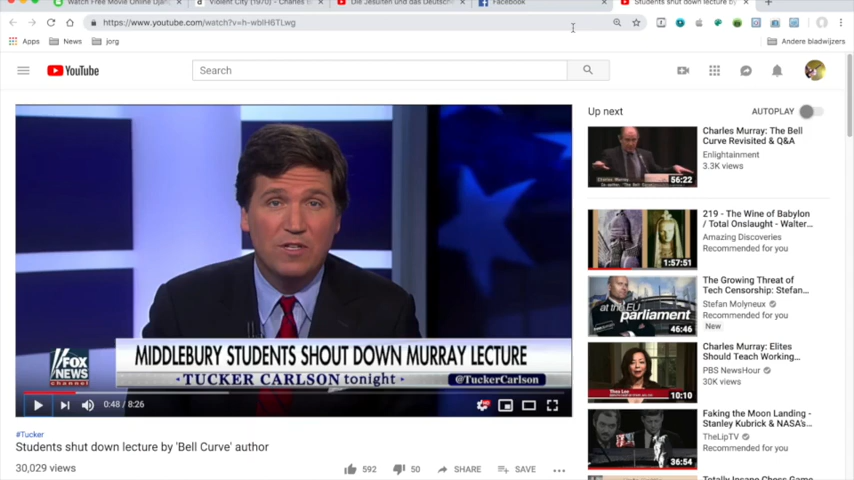 Watch Free Movie Online Djan
Violent City (1970) - Charles B
Die Jesuiten und das Deutsche
Facebook
Students shut down lecture by
https://www.youtube.com/watch?v=h-wblH6TLwg
Apps
News
jorg
Andere bladwijzers
YouTube
Search
Up next
AUTOPLAY
Charles Murray: The Bell
Curve Revisited & Q&A
Enlightainment
3.3K views
56:22
219 - The Wine of Babylon
/ Total Onslaught - Walter...
Amazing Discoveries
Recommended for you
1:57:51
The Growing Threat of
Tech Censorship: Stefan...
Stefan Molyneux
Recommended for you
New
at the EU
parliament
46:46
Charles Murray: Elites
Should Teach Working...
PBS NewsHour
30K views
10:10
Faking the Moon Landing -
Stanley Kubrick & NASA's...
TheLipTV
Recommended for you
36:54
Totally Insane Chess Game
MIDDLEBURY STUDENTS SHOUT DOWN MURRAY LECTURE
TUCKER CARLSON tonight
@TuckerCarlson
FOX
NEWS
channel
0:48 / 8:26
#Tucker
Students shut down lecture by 'Bell Curve' author
30,029 views
592
50
SHARE
SAVE